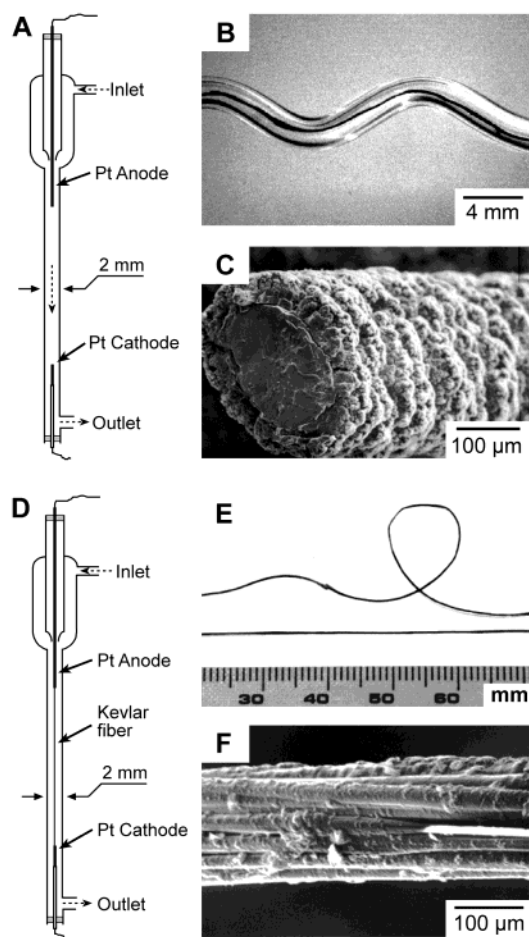 A
Inlet
Pt Anode
2 mm
Pt Cathode
Outlet
B
4 mm
C
100 µm
D
Inlet
Pt Anode
Kevlar
fiber
2 mm
Pt Cathode
Outlet
E
30 40 50 60 mm
F
100 µm